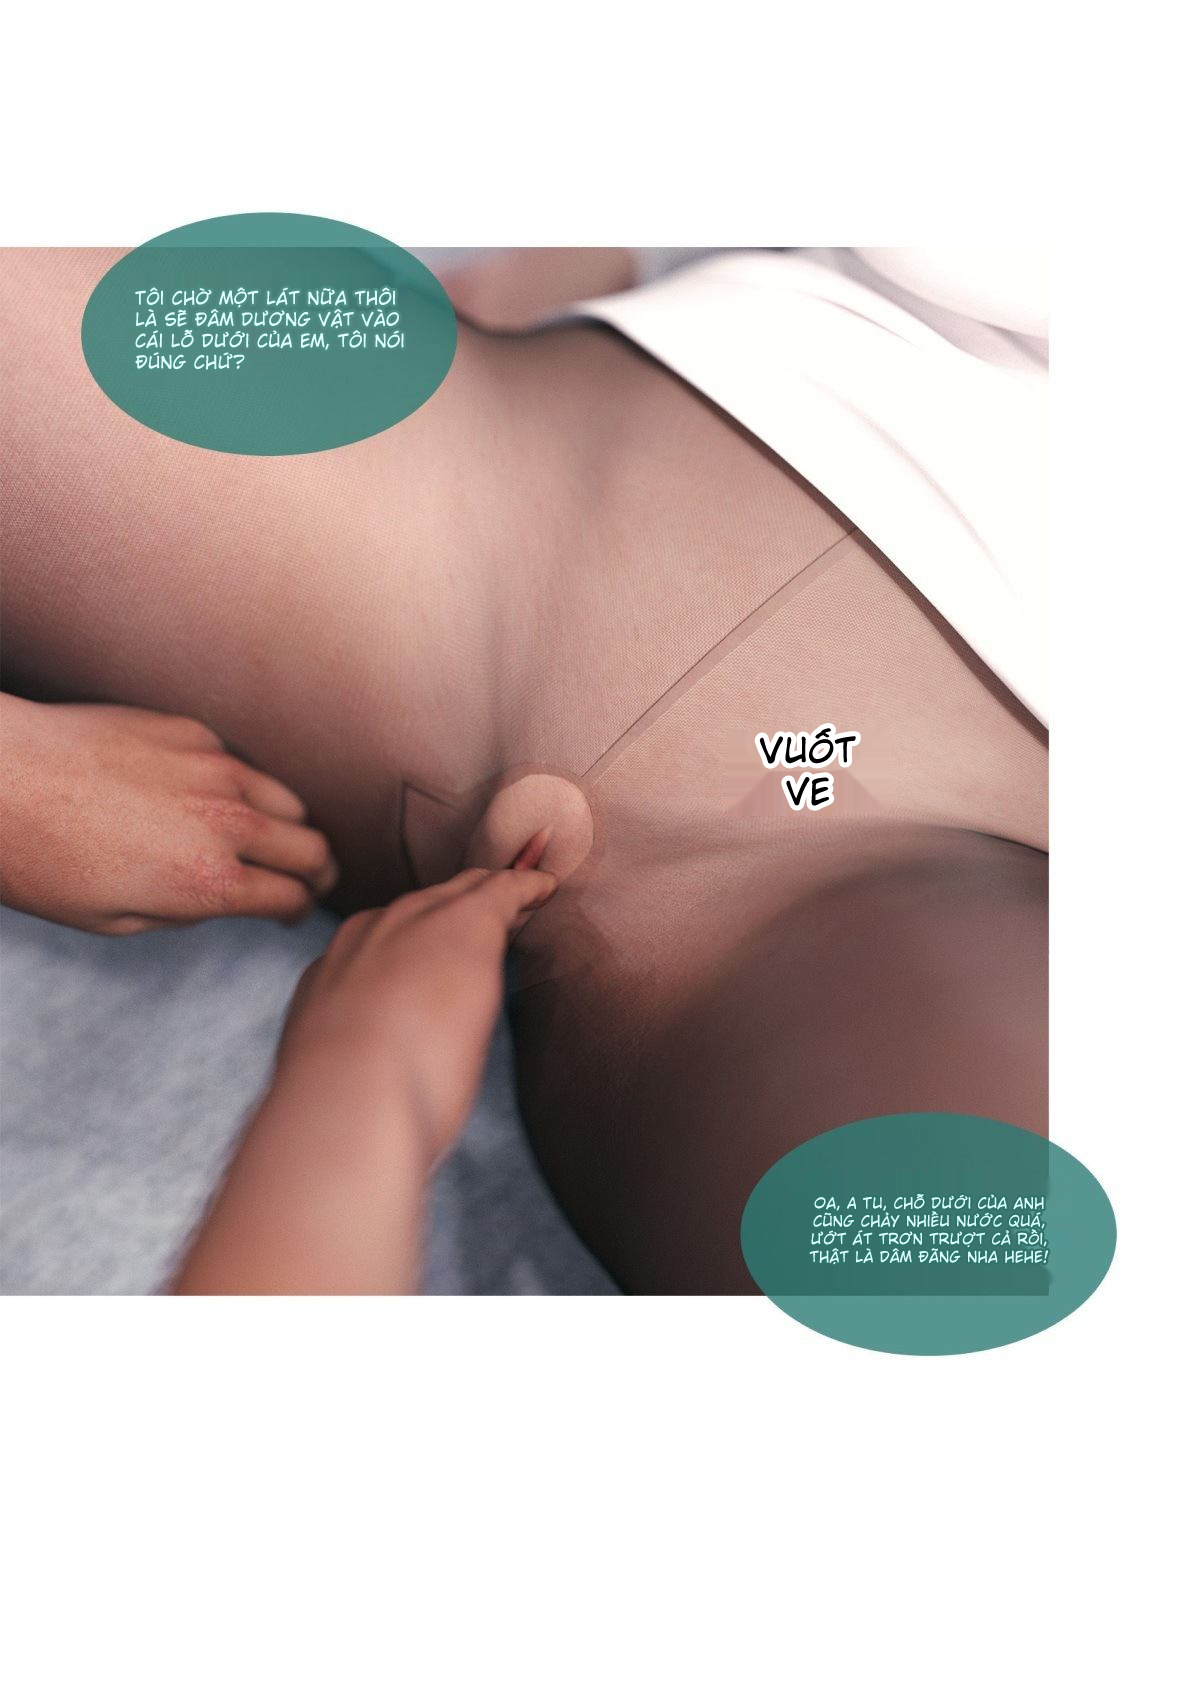 TÔI CHỜ MỘT LÁT NỮA THÔI
LÀ SẼ ĐÂM DƯƠNG VẬT VÀO
CÁI LỖ DƯỚI CỦA EM, TÔI NÓI
ĐÚNG CHỨ?
VUỐT
VE
OA, A TU, CHỖ DƯỚI CỦA ANH
CŨNG CHẢY NHIỀU NƯỚC QUÁ,
ƯỚT ÁT TRƠN TRƯỢT CẢ RỒI,
THẬT LÀ DÂM ĐÃNG NHA HEHE!